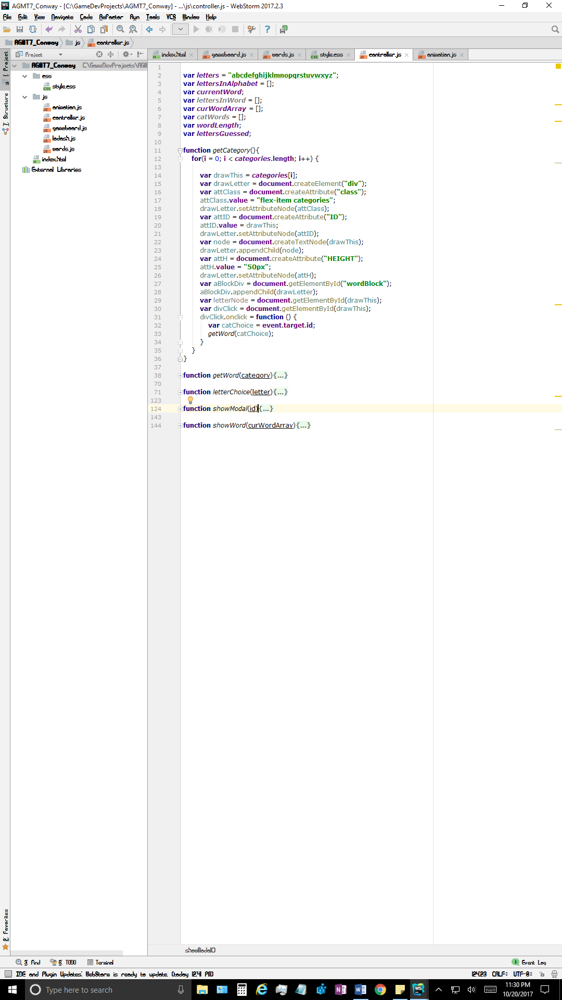 AGMT7_Conway - [C:\GameDevProjects\AGMT7_Conway] - ...\js\controller.js - WebStorm 2017.2.3
File Edit View Navigate Code Refactor Run Tools VCS Window Help
AGMT7_Conway js controller.js
Project index.html gameboard.js words.js style.css controller.js animation.js
1: Project
7: Structure
2: Favorites
AGMT7_Conway C:\GameDevProjects\AGM
css
style.css
js
animation.js
controller.js
gameboard.js
lodash.js
words.js
index.html
External Libraries
1
2 var letters = "abcdefghijklmnopqrstuvwxyz";
3 var lettersInAlphabet = [];
4 var currentWord;
5 var lettersInWord = [];
6 var curWordArray = [];
7 var catWords = [];
8 var wordLength;
9 var lettersGuessed;
10
11 function getCategory(){
12 for(i = 0; i < categories.length; i++) {
13
14 var drawThis = categories[i];
15 var drawLetter = document.createElement("div");
16 var attClass = document.createAttribute("class");
17 attClass.value = "flex-item categories";
18 drawLetter.setAttributeNode(attClass);
19 var attID = document.createAttribute("ID");
20 attID.value = drawThis;
21 drawLetter.setAttributeNode(attID);
22 var node = document.createTextNode(drawThis);
23 drawLetter.appendChild(node);
24 var attH = document.createAttribute("HEIGHT");
25 attH.value = "50px";
26 drawLetter.setAttributeNode(attH);
27 var aBlockDiv = document.getElementById("wordBlock");
28 aBlockDiv.appendChild(drawLetter);
29 var letterNode = document.getElementById(drawThis);
30 var divClick = document.getElementById(drawThis);
31 divClick.onclick = function () {
32 var catChoice = event.target.id;
33 getWord(catChoice);
34 }
35 }
36 }
37
38 function getWord(category){...}
70
71 function letterChoice(letter){...}
123
124 function showModal(id){...}
143
144 function showWord(curWordArray){...}
showModal()
3: Find 6: TODO Terminal Event Log
IDE and Plugin Updates: WebStorm is ready to update. (today 12:41 PM) 124:23 CRLF÷ UTF-8÷
Type here to search
11:30 PM
10/20/2017